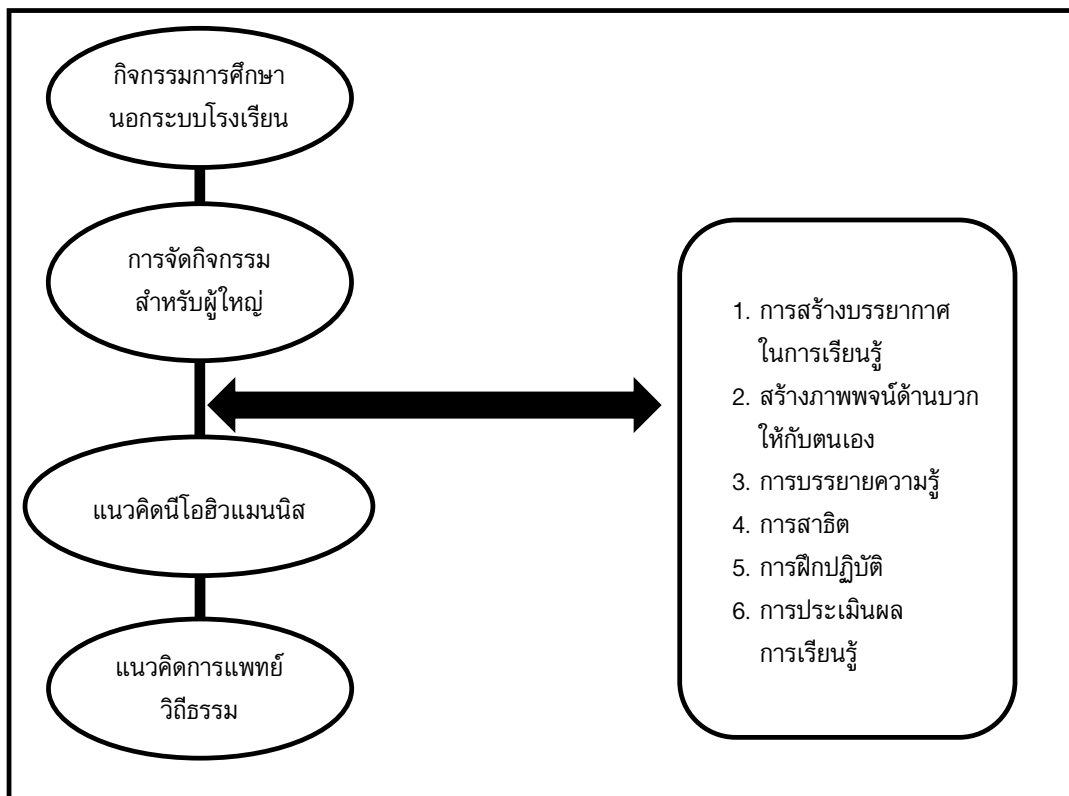 กิจกรรมการศึกษา
นอกระบบโรงเรียน
การจัดกิจกรรม
สำหรับผู้ใหญ่
แนวคิดนีโอฮิวแมนนิส
แนวคิดการแพทย์
วิถีธรรม
1. การสร้างบรรยากาศ
ในการเรียนรู้
2. สร้างภาพพจน์ด้านบวก
ให้กับตนเอง
3. การบรรยายความรู้
4. การสาธิต
5. การฝึกปฏิบัติ
6. การประเมินผล
การเรียนรู้